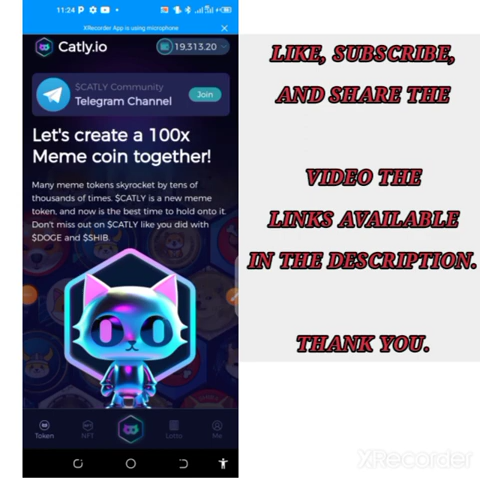 11:24 P
XRecorder App is using microphone
Catly.io
19,313.20
$CATLY Community
Telegram Channel
Join
Let's create a 100x
Meme coin together!
Many meme tokens skyrocket by tens of
thousands of times. $CATLY is a new meme
token, and now is the best time to hold onto it.
Don't miss out on $CATLY like you did with
$DOGE and $SHIB.
Token
NFT
Lotto
Me
LIKE, SUBSCRIBE,
AND SHARE THE
VIDEO THE
LINKS AVAILABLE
IN THE DESCRIPTION.
THANK YOU.
XRecorder